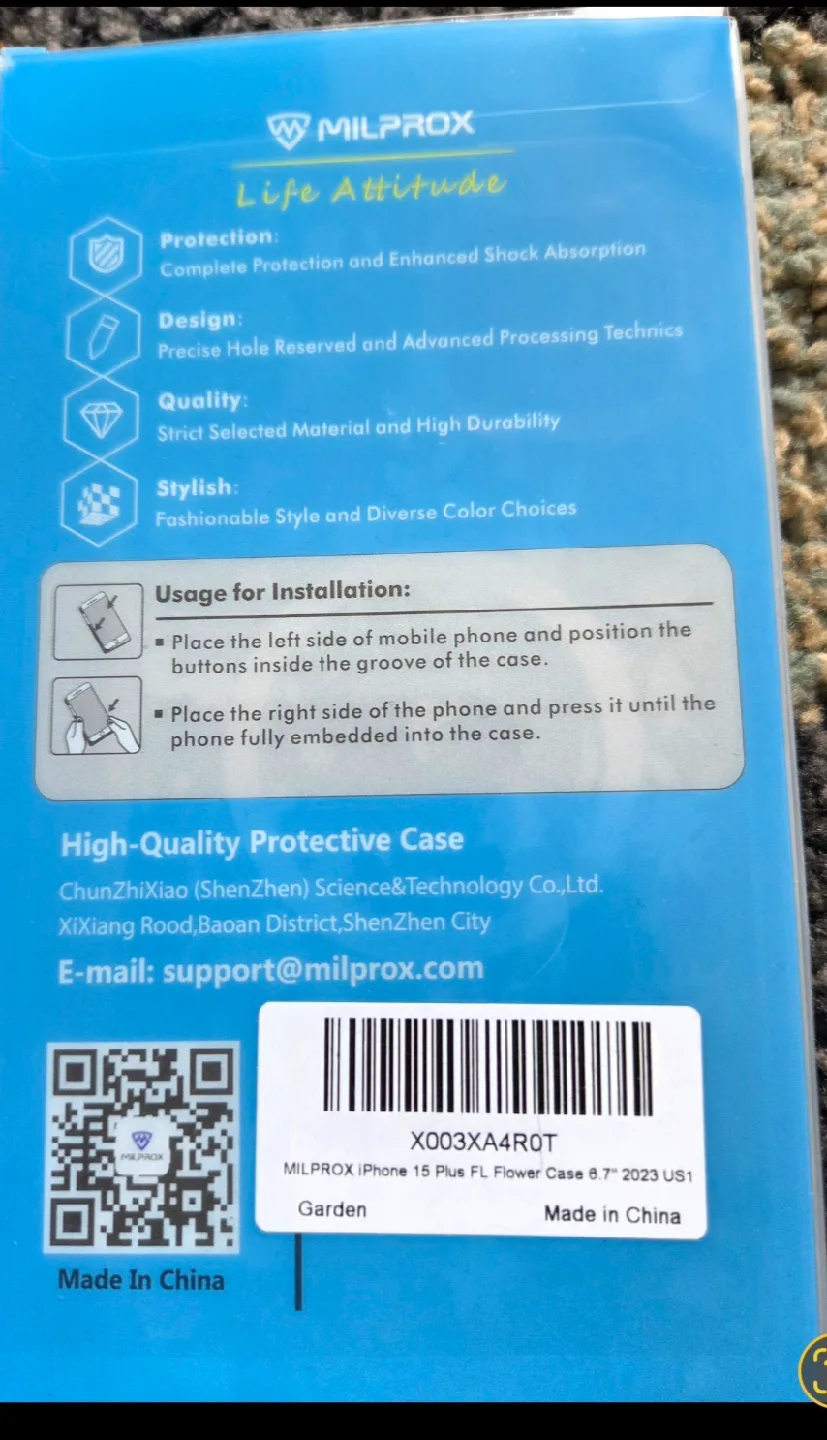 MILPROX
Life Attitude
Protection:
Complete Protection and Enhanced Shock Absorption
Design:
Precise Hole Reserved and Advanced Processing Technics
Quality:
Strict Selected Material and High Durability
Stylish:
Fashionable Style and Diverse Color Choices
Usage for Installation:
▪ Place the left side of mobile phone and position the
buttons inside the groove of the case.
▪ Place the right side of the phone and press it until the
phone fully embedded into the case.
High-Quality Protective Case
ChunZhiXiao (ShenZhen) Science&Technology Co.,Ltd.
XiXiang Rood,Baoan District,ShenZhen City
E-mail: support@milprox.com
MILPROX
Made In China
X003XA4R0T
MILPROX iPhone 15 Plus FL Flower Case 6.7" 2023 US1
Garden
Made in China